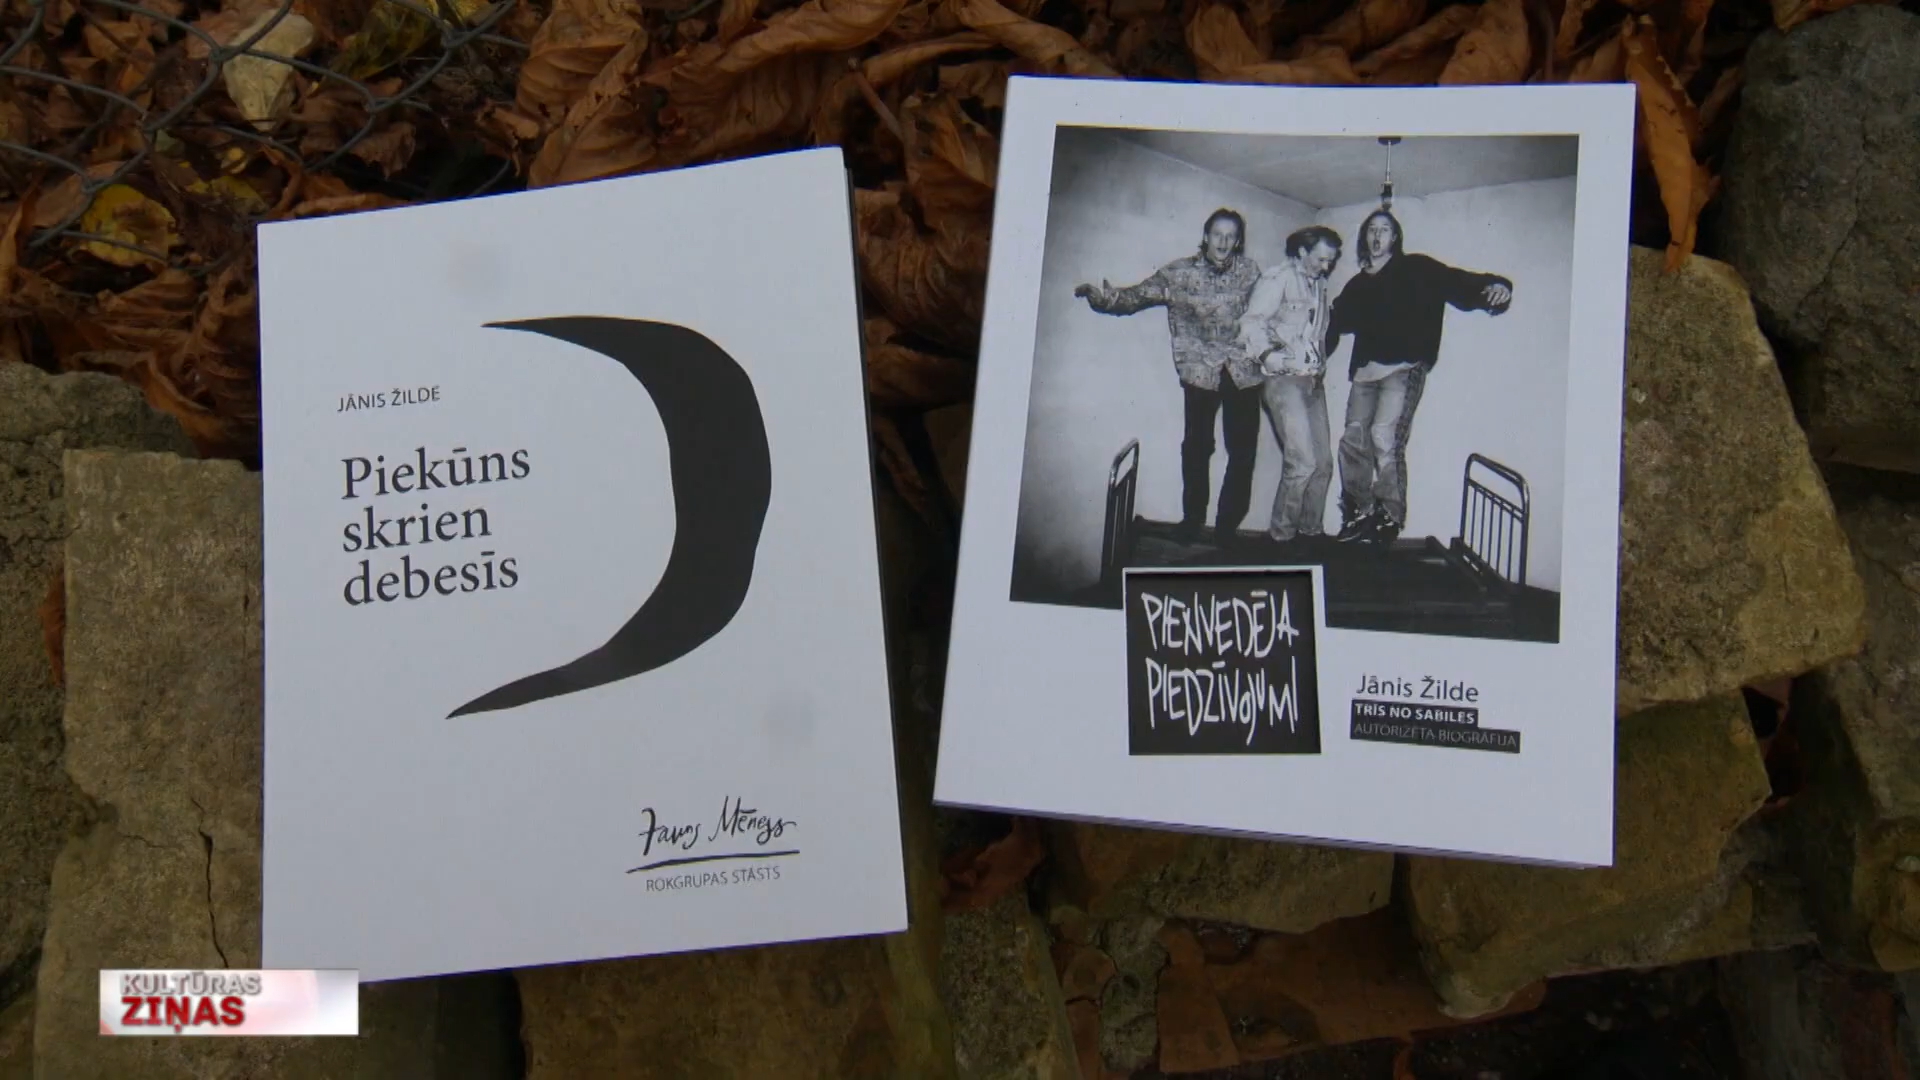 JĀNIS ŽILDE
Piekūns
skrien
debesīs
Jauns Mēness
ROKGRUPAS STĀSTS
PIENVEDĒJA
PIEDZĪVOJUMI
Jānis Žilde
TRĪS NO SABILES
AUTORIZĒTA BIOGRĀFIJA
KULTŪRAS
ZIŅAS